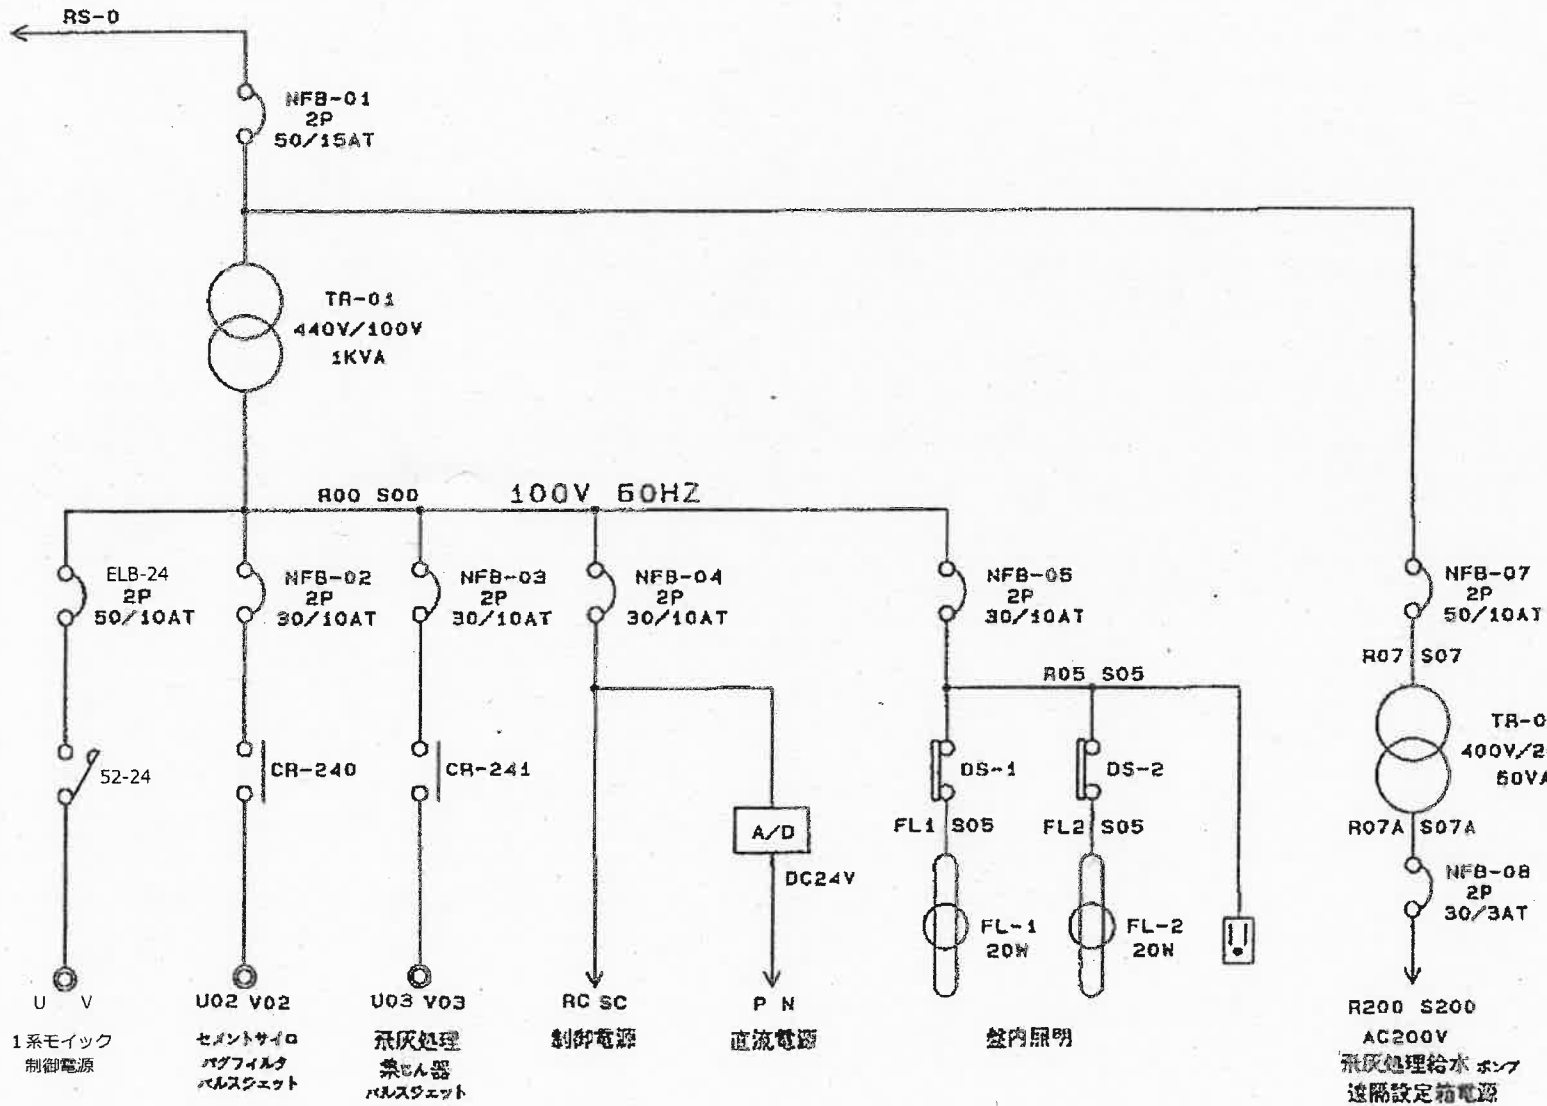 RS-0
NFB-01
2P
50/15AT
TR-01
440V/100V
1KVA
R00 S00
100V 60HZ
ELB-24
2P
50/10AT
NFB-02
2P
30/10AT
NFB-03
2P
30/10AT
NFB-04
2P
30/10AT
NFB-05
2P
30/10AT
NFB-07
2P
50/10AT
R07 S07
R05 S05
TR-0
400V/2
60VA
52-24
CR-240
CR-241
DS-1
DS-2
A/D
DC24V
FL1 S05
FL2 S05
R07A S07A
NFB-08
2P
30/3AT
FL-1
20W
FL-2
20W
U V
1系モイック
制御電源
U02 V02
セメントサイロ
バグフィルタ
パルスジェット
U03 V03
飛灰処理
集じん器
パルスジェット
RC SC
制御電源
P N
直流電源
盤内照明
R200 S200
AC200V
飛灰処理給水ポンプ
遠隔設定箱電源